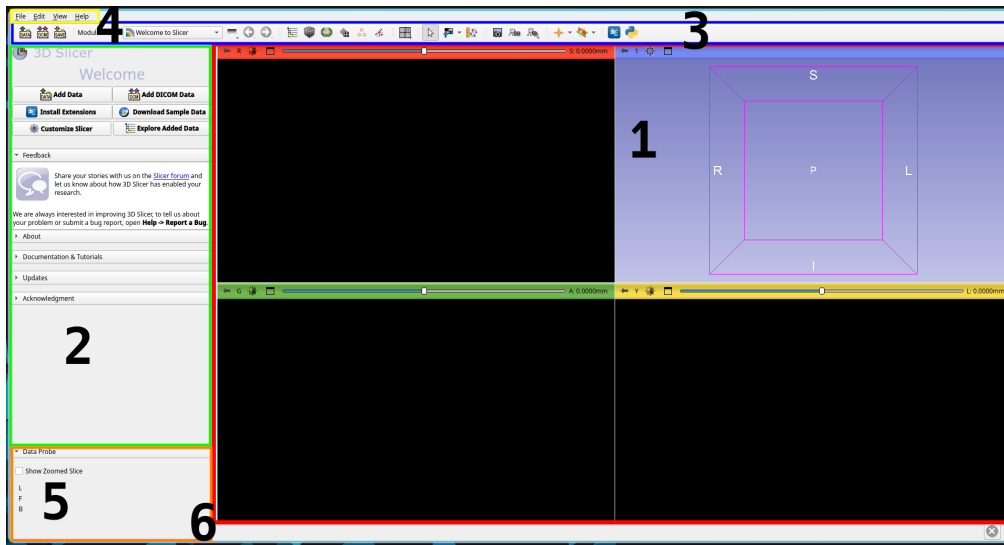 File Edit View Help
4
3
DATA DCM SAVE Modul Welcome to Slicer
3D Slicer
R S: 0.0000mm
1
Welcome
S
Add Data Add DICOM Data
Install Extensions Download Sample Data
Customize Slicer Explore Added Data
1
Feedback
Share your stories with us on the Slicer forum and
let us know about how 3D Slicer has enabled your
research.
R P L
We are always interested in improving 3D Slicer, to tell us about
your problem or submit a bug report, open Help -> Report a Bug.
About
Documentation & Tutorials
I
Updates
G A: 0.0000mm
Y L: 0.0000mm
Acknowledgment
2
Data Probe
Show Zoomed Slice
L
F
B
5
6